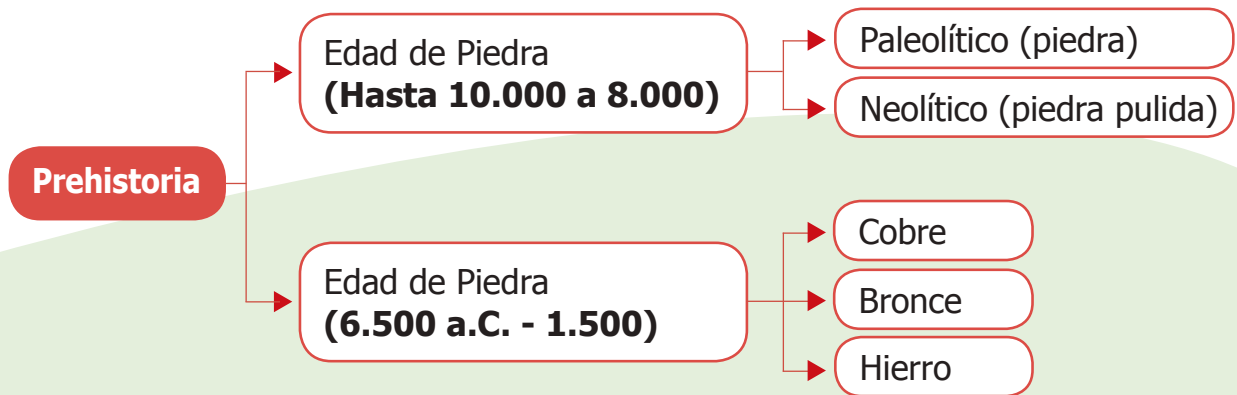 Prehistoria
Edad de Piedra
(Hasta 10.000 a 8.000)
Paleolítico (piedra)
Neolítico (piedra pulida)
Edad de Piedra
(6.500 a.C. - 1.500)
Cobre
Bronce
Hierro